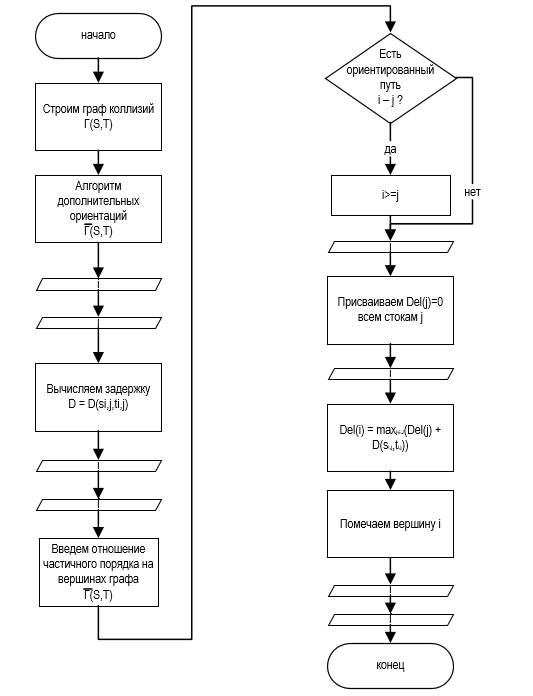 начало
Строим граф коллизий
Г(S,T)
Алгоритм
дополнительных
ориентаций
Г̅(S,T)
Вычисляем задержку
D = D(si,j,ti,j)
Введем отношение
частичного порядка на
вершинах графа
Г̅(S,T)
Есть
ориентированный
путь
i – j ?
да
нет
i>=j
Присваиваем Del(j)=0
всем стокам j
Del(i) = max (Del(j) +
D(si,j,ti,j))
Помечаем вершину i
конец